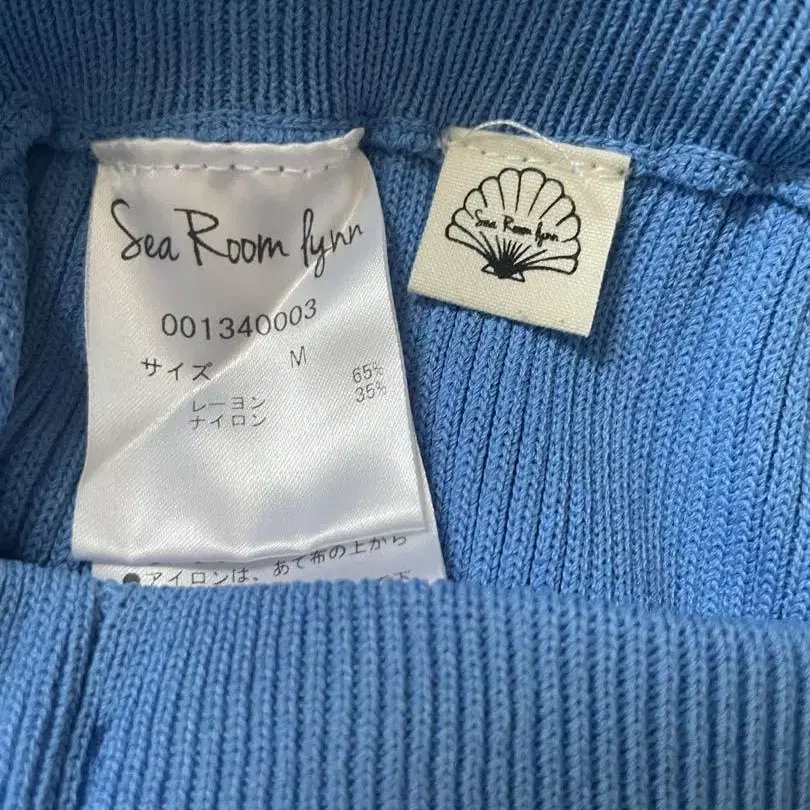 Sea Room lynn
001340003
サイズ M
レーヨン 65%
ナイロン 35%
Sea Room lynn
●アイロンは、あて布の上から